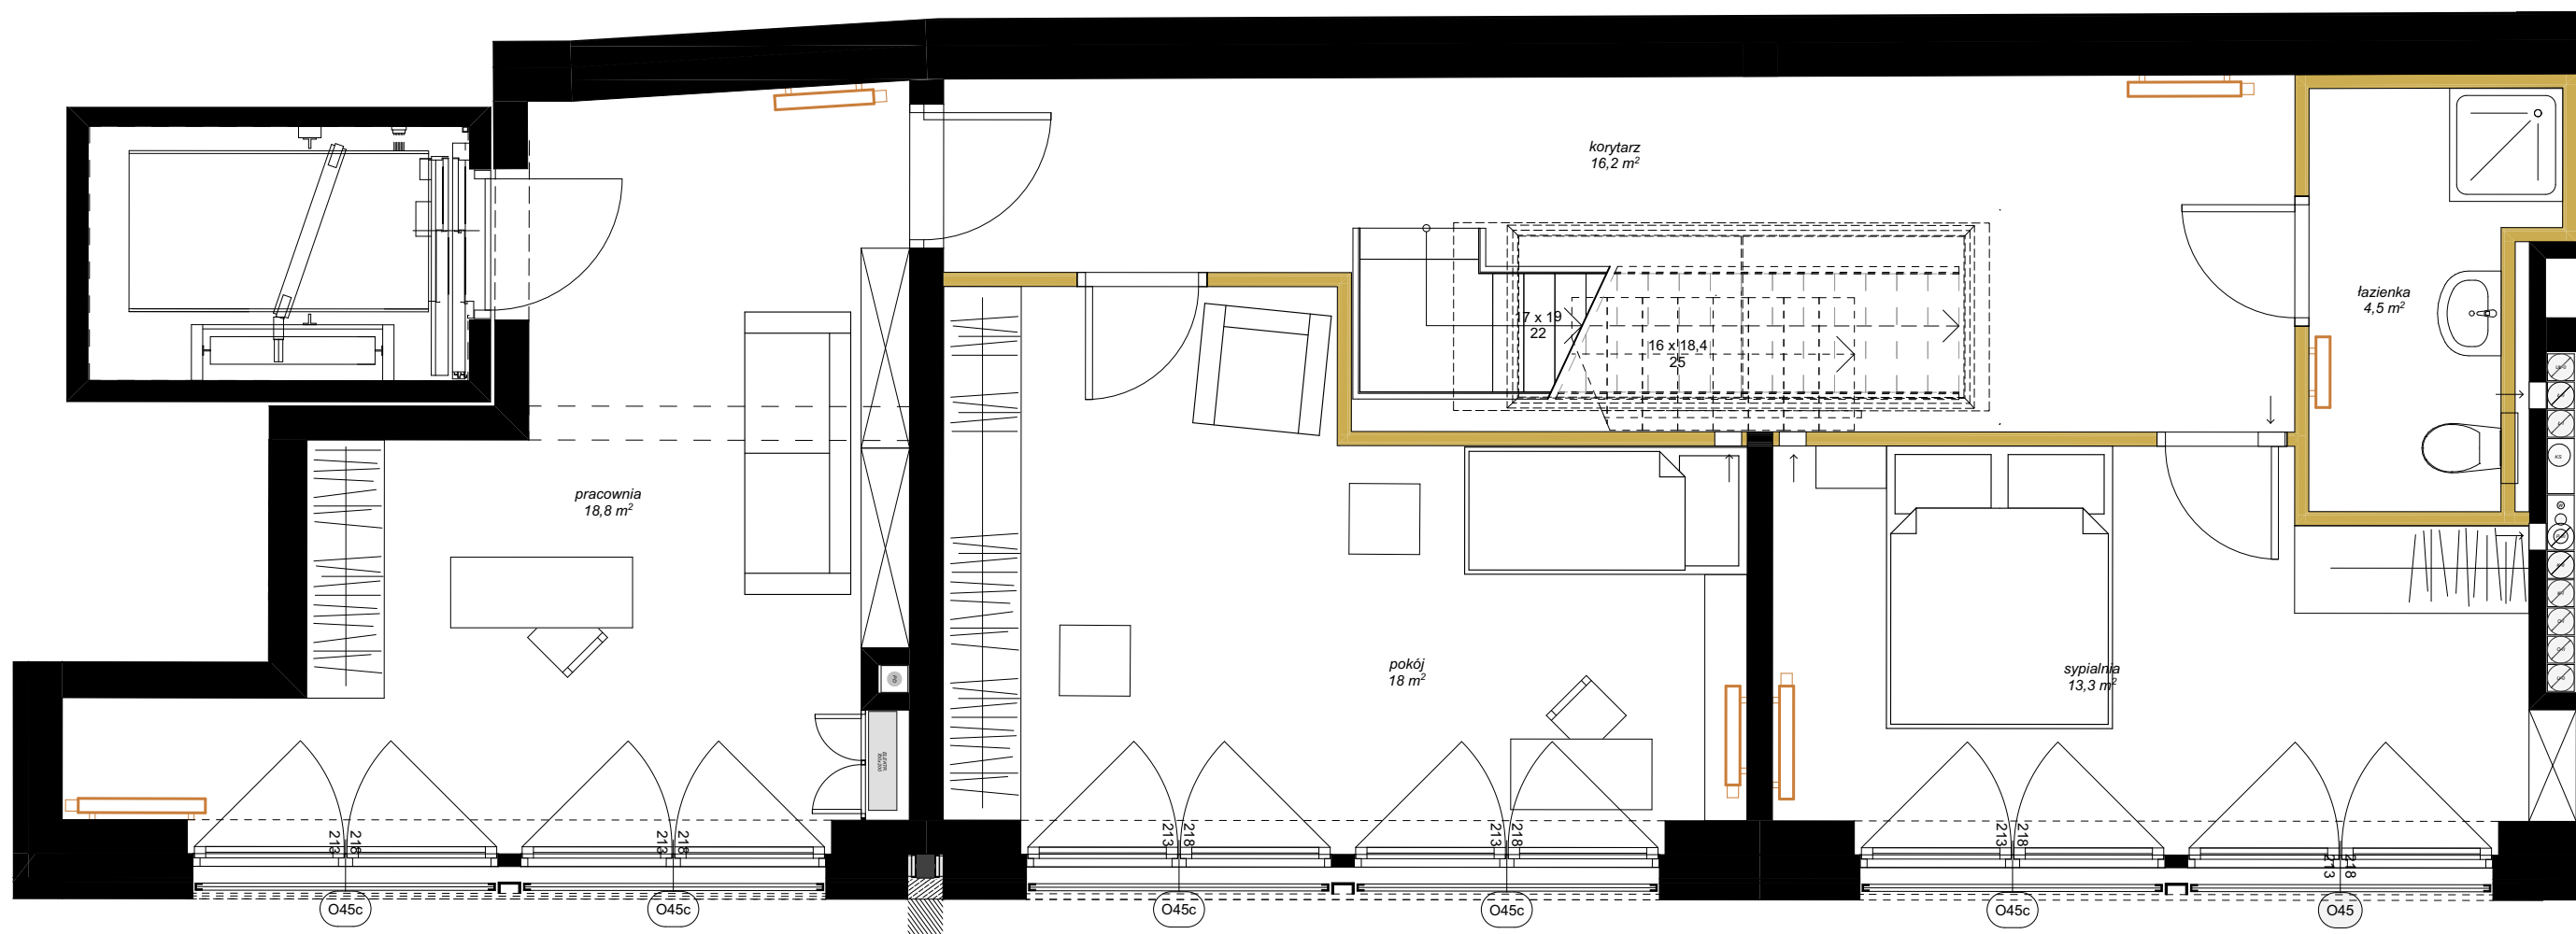 korytarz
16,2 m²
łazienka
4,5 m²
17 x 19
22
16 x 18,4
25
pracownia
18,8 m²
pokój
18 m²
sypialnia
13,3 m²
KS
W
PG
213
218
213
218
213
218
213
218
213
218
213
218
O45c
O45c
O45c
O45c
O45c
O45